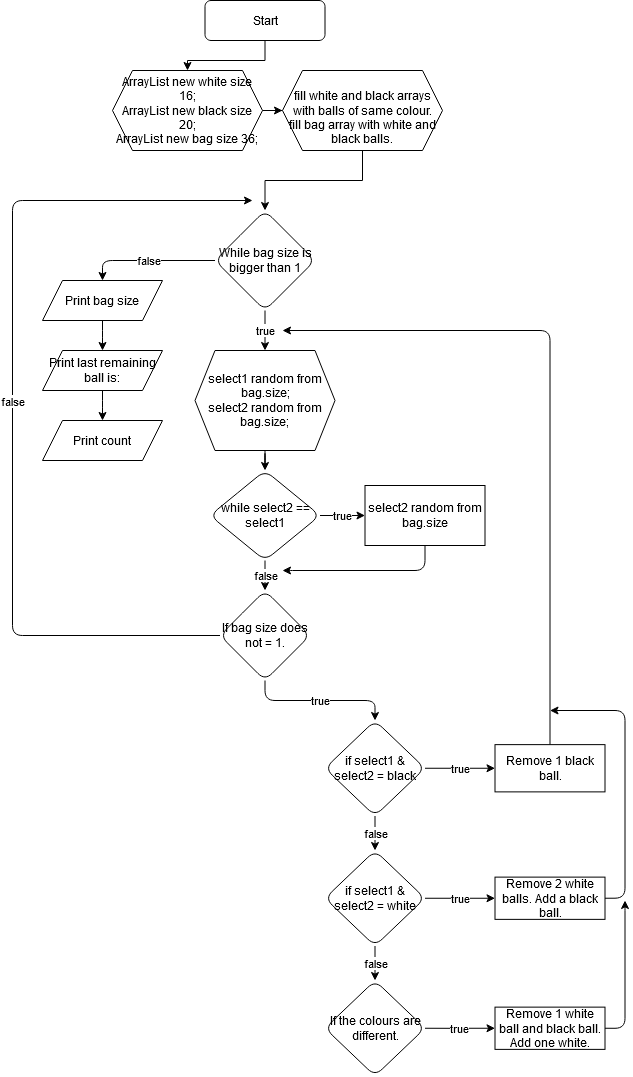 Start
ArrayList new white size
16;
ArrayList new black size
20;
ArrayList new bag size 36;
fill white and black arrays
with balls of same colour.
fill bag array with white and
black balls.
While bag size is
bigger than 1
false
true
Print bag size
Print last remaining
ball is:
Print count
false
select1 random from
bag.size;
select2 random from
bag.size;
while select2 ==
select1
true
select2 random from
bag.size
false
If bag size does
not = 1.
true
if select1 &
select2 = black
true
Remove 1 black
ball.
false
if select1 &
select2 = white
true
Remove 2 white
balls. Add a black
ball.
false
If the colours are
different.
true
Remove 1 white
ball and black ball.
Add one white.